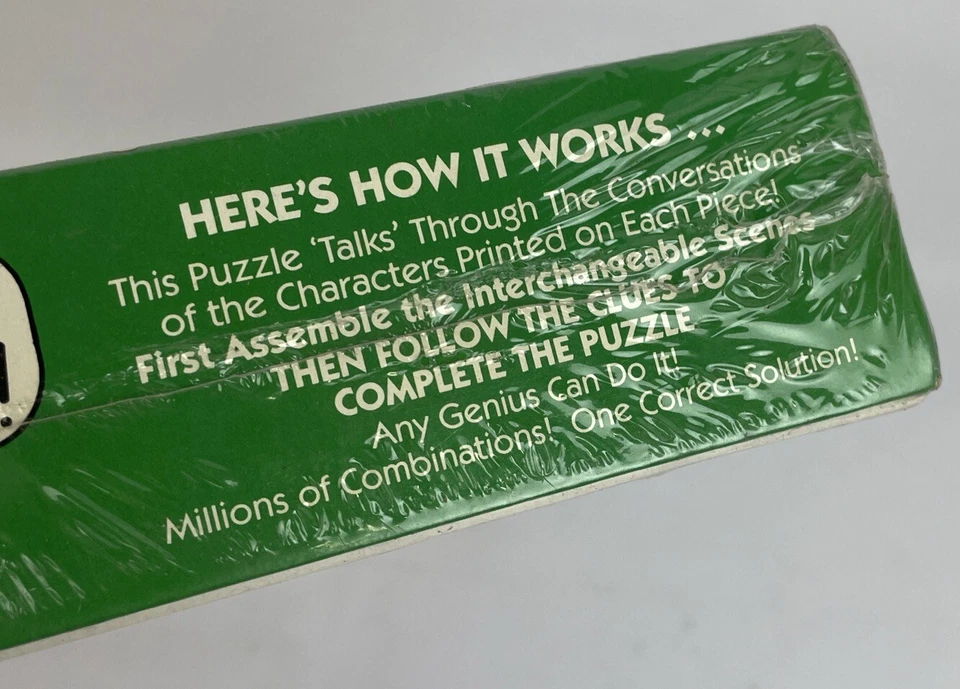 HERE'S HOW IT WORKS ...
This Puzzle 'Talks' Through The Conversations
of the Characters Printed on Each Piece!
First Assemble the Interchangeable Scenes
THEN FOLLOW THE CLUES TO
COMPLETE THE PUZZLE
Any Genius Can Do It!
Millions of Combinations! One Correct Solution!